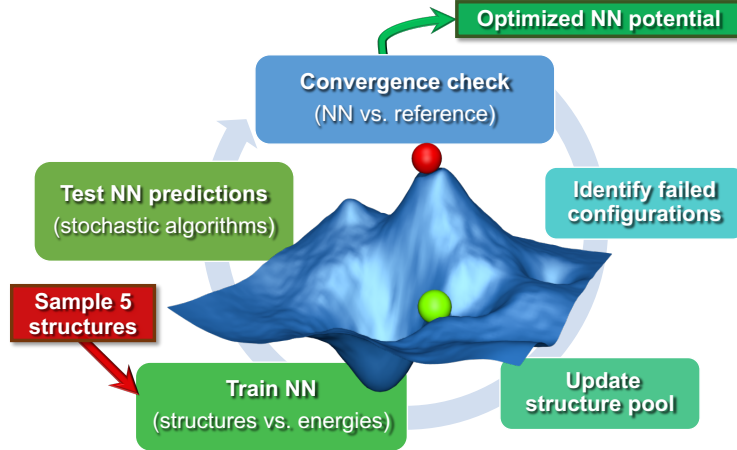 Optimized NN potential
Convergence check
(NN vs. reference)
Test NN predictions
(stochastic algorithms)
Identify failed
configurations
Sample 5
structures
Train NN
(structures vs. energies)
Update
structure pool